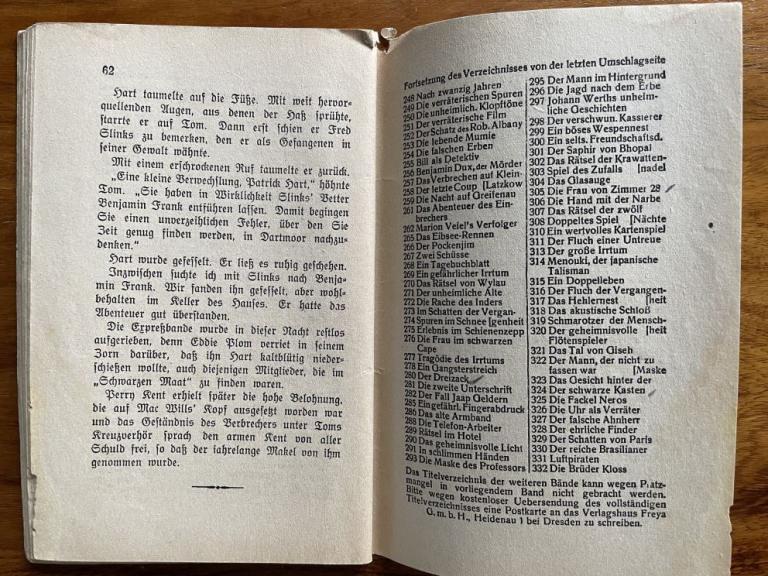 62
Hart taumelte auf die Füße. Mit weit hervor-
quellenden Augen, aus denen der Haß sprühte,
starrte er auf Tom. Dann erst schien er Fred
Slinks zu bemerken, den er als Gefangenen in
seiner Gewalt wähnte.
Mit einem erschrockenen Ruf taumelte er zurück.
„Eine kleine Verwechslung, Patrick Hart,“ höhnte
Tom. „Sie haben in Wirklichkeit Slinks' Vetter
Benjamin Frank entführen lassen. Damit begingen
Sie einen unverzeihlichen Fehler, über den Sie
Zeit genug finden werden, in Dartmoor nachzu-
denken.“
Hart wurde gefesselt. Er ließ es ruhig geschehen.
Inzwischen suchte ich mit Slinks nach Benja-
min Frank. Wir fanden ihn gefesselt, aber wohl-
behalten im Keller des Hauses. Er hatte das
Abenteuer gut überstanden.
Die Erpreßbande wurde in dieser Nacht restlos
aufgerieben, denn Eddie Plom verriet in seinem
Zorn darüber, daß ihn Hart kaltblütig nieder-
schießen wollte, auch diejenigen Mitglieder, die im
„Schwarzen Maat“ zu finden waren.
Perry Kent erhielt später die hohe Belohnung,
die auf Mac Wills' Kopf ausgesetzt worden war
und das Geständnis des Verbrechers unter Toms
Kreuzverhör sprach den armen Kent von aller
Schuld frei, so daß der jahrelange Makel von ihm
genommen wurde.
Fortsetzung des Verzeichnisses von der letzten Umschlagseite
248 Nach zwanzig Jahren
249 Die verräterischen Spuren
250 Die unheimlich. Klopftöne
251 Der verräterische Film
252 Der Schatz des Rob. Albany
253 Die lebende Mumie
254 Die falschen Erben
255 Bill als Detektiv
256 Benjamin Dux, der Mörder
257 Das Verbrechen auf Klein-
258 Der letzte Coup [Latzkow
259 Die Nacht auf Greifenau
261 Das Abenteuer des Ein-
brechers
262 Marion Velel's Verfolger
265 Das Eibsee-Rennen
266 Der Pockenjim
267 Zwei Schüsse
268 Ein Tagebuchblatt
269 Ein gefährlicher Irrtum
270 Das Rätsel von Wylau
271 Der unheimliche Alte
272 Die Rache des Inders
273 Im Schatten der Vergan-
274 Spuren im Schnee [genheit
275 Erlebnis im Schienenzepp
276 Die Frau im schwarzen
Cape
277 Tragödie des Irrtums
278 Ein Gangsterstreich
280 Der Dreizack
281 Die zweite Unterschrift
282 Der Fall Jaap Geldern
285 Ein gefährl. Fingerabdruck
286 Das alte Armband
288 Die Telefon-Arbeiter
289 Rätsel im Hotel
290 Das geheimnisvolle Licht
291 In schlimmen Händen
293 Die Maske des Professors
295 Der Mann im Hintergrund
296 Die Jagd nach dem Erbe
297 Johann Werths unheim-
liche Geschichten
298 Der verschwun. Kassierer
299 Ein böses Wespennest
300 Ein selts. Freundschaftsd.
301 Der Saphir von Bhopal
302 Das Rätsel der Krawatten-
303 Spiel des Zufalls [nadel
304 Das Glasauge
305 Die Frau von Zimmer 28
306 Die Hand mit der Narbe
307 Das Rätsel der zwölf
308 Doppeltes Spiel [Nächte
310 Ein wertvolles Kartenspiel
311 Der Fluch einer Untreue
313 Der große Irrtum
314 Menouki, der japanische
Talisman
315 Ein Doppelleben
316 Der Fluch der Vergangen-
317 Das Hehlernest [heit
318 Das akustische Schloß
319 Schmarotzer der Mensch-
320 Der geheimnisvolle [heit
Flötenspieler
321 Das Tal von Giseh
322 Der Mann, der nicht zu
fassen war [Maske
323 Das Gesicht hinter der
324 Der schwarze Kasten
325 Die Fackel Neros
326 Die Uhr als Verräter
327 Der falsche Ahnherr
328 Der ehrliche Finder
329 Der Schatten von Paris
330 Der reiche Brasilianer
331 Luftpiraten
332 Die Brüder Kloss
Das Titelverzeichnis der weiteren Bände kann wegen Platz-
mangel in vorliegendem Band nicht gebracht werden.
Bitte wegen kostenloser Uebersendung des vollständigen
Titelverzeichnisses eine Postkarte an das Verlagshaus Freya
G. m. b. H., Heidenau 1 bei Dresden zu schreiben.